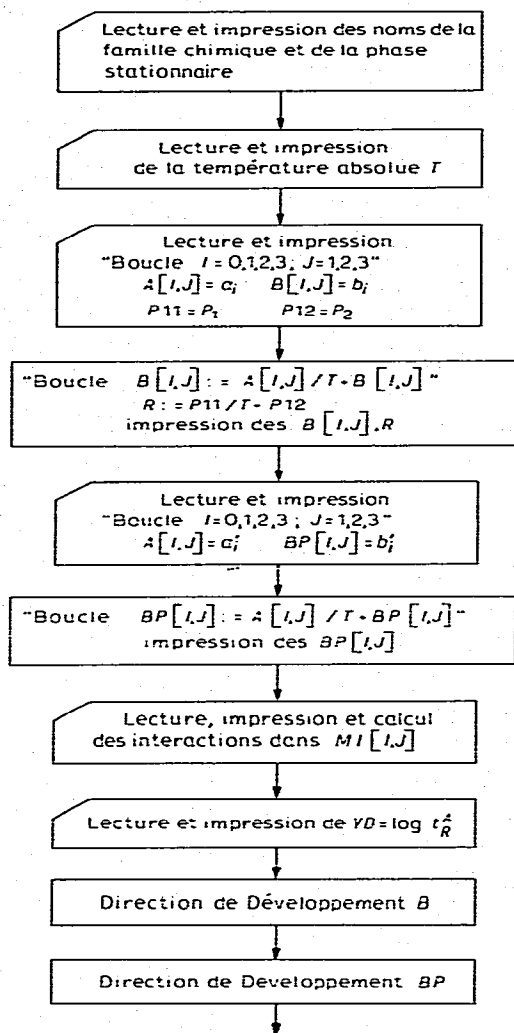 Lecture et impression des noms de la
famille chimique et de la phase
stationnaire
Lecture et impression
de la température absolue T
Lecture et impression
"Boucle I = 0,1,2,3 ; J = 1,2,3"
A[I,J] = ai B[I,J] = bi
P11 = P1 P12 = P2
"Boucle B[I,J] := A[I,J] / T + B[I,J]"
R := P11 / T - P12
impression des B[I,J].R
Lecture et impression
"Boucle I = 0,1,2,3 ; J = 1,2,3"
A[I,J] = a'i BP[I,J] = b'i
"Boucle BP[I,J] := A[I,J] / T + BP[I,J]"
impression des BP[I,J]
Lecture, impression et calcul
des interactions dans MI[I,J]
Lecture et impression de YD = log t
Direction de Développement B
Direction de Developpement BP